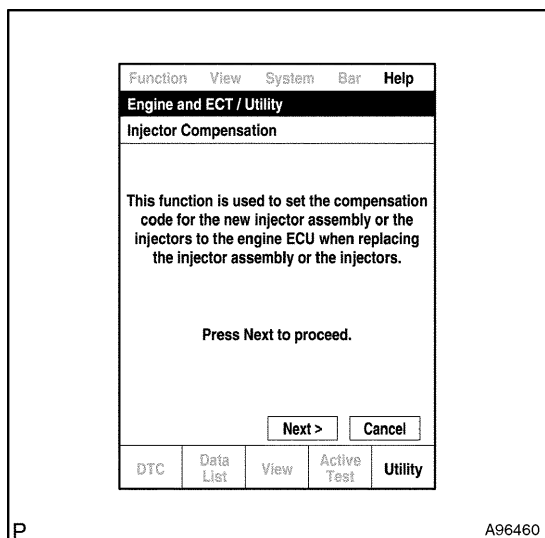 Function View System Bar Help
Engine and ECT / Utility
Injector Compensation
This function is used to set the compensation
code for the new injector assembly or the
injectors to the engine ECU when replacing
the injector assembly or the injectors.
Press Next to proceed.
Next > Cancel
DTC Data List View Active Test Utility
P A96460